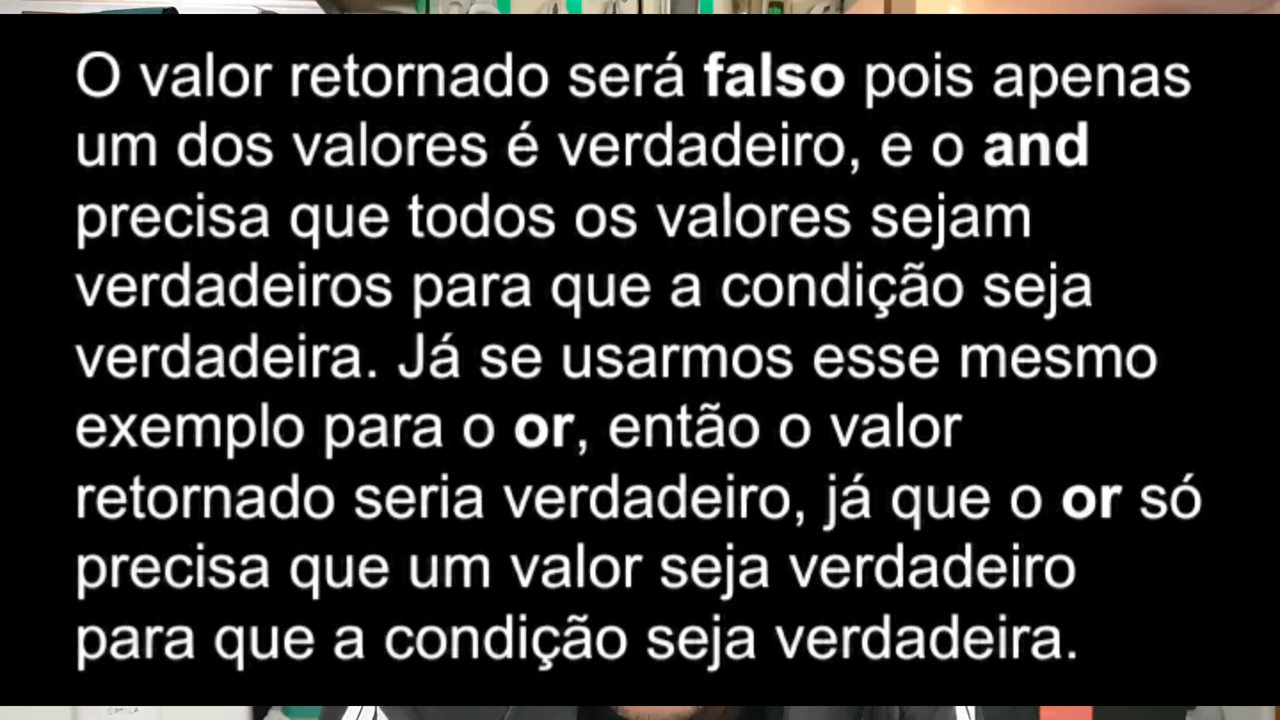 O valor retornado será falso pois apenas
um dos valores é verdadeiro, e o and
precisa que todos os valores sejam
verdadeiros para que a condição seja
verdadeira. Já se usarmos esse mesmo
exemplo para o or, então o valor
retornado seria verdadeiro, já que o or só
precisa que um valor seja verdadeiro
para que a condição seja verdadeira.